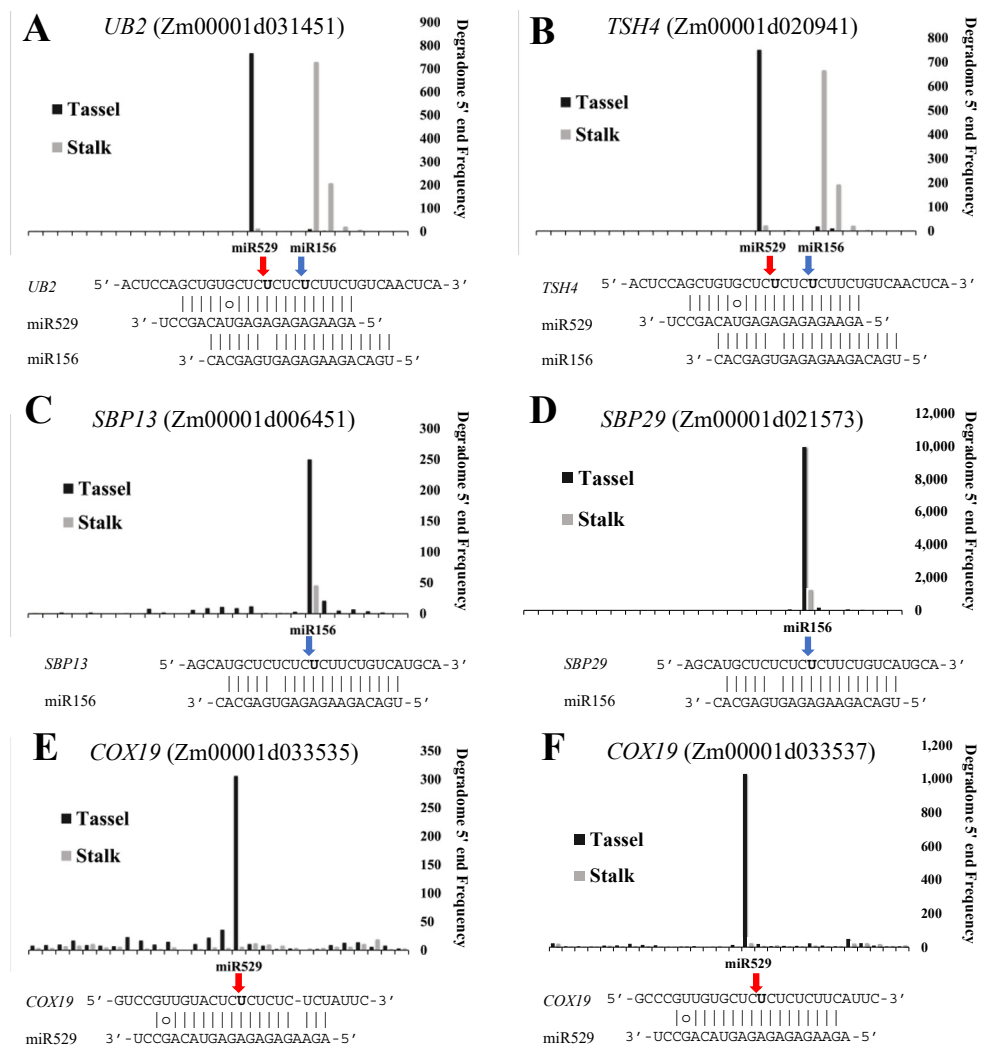 A UB2 (Zm00001d031451)
Tassel
Stalk
900
800
700
600
500
400
300
200
100
0
Degradome 5' end Frequency
miR529 miR156
UB2 5′-ACUCCAGCUGUGCUCUCUCUCUUCUGUCAACUCA-3′
miR529 3′-UCCGACAUGAGAGAGAGAAGA-5′
miR156 3′-CACGAGUGAGAGAAGACAGU-5′
B TSH4 (Zm00001d020941)
Tassel
Stalk
800
700
600
500
400
300
200
100
0
Degradome 5' end Frequency
miR529 miR156
TSH4 5′-ACUCCAGCUGUGCUCUCUCUCUUCUGUCAACUCA-3′
miR529 3′-UCCGACAUGAGAGAGAGAAGA-5′
miR156 3′-CACGAGUGAGAGAAGACAGU-5′
C SBP13 (Zm00001d006451)
Tassel
Stalk
300
250
200
150
100
50
0
Degradome 5' end Frequency
miR156
SBP13 5′-AGCAUGCUCUCUCUCUUCUGUCAUGCA-3′
miR156 3′-CACGAGUGAGAGAAGACAGU-5′
D SBP29 (Zm00001d021573)
Tassel
Stalk
12,000
10,000
8,000
6,000
4,000
2,000
0
Degradome 5' end Frequency
miR156
SBP29 5′-AGCAUGCUCUCUCUCUUCUGUCAUGCA-3′
miR156 3′-CACGAGUGAGAGAAGACAGU-5′
E COX19 (Zm00001d033535)
Tassel
Stalk
350
300
250
200
150
100
50
0
Degradome 5' end Frequency
miR529
COX19 5′-GUCCGUUGUACUCUCUCUC-UCUAUUC-3′
miR529 3′-UCCGACAUGAGAGAGAGAAGA-5′
F COX19 (Zm00001d033537)
Tassel
Stalk
1,200
1,000
800
600
400
200
0
Degradome 5' end Frequency
miR529
COX19 5′-GCCCGUUGUGCUCUCUCUCUUCAUUC-3′
miR529 3′-UCCGACAUGAGAGAGAGAAGA-5′